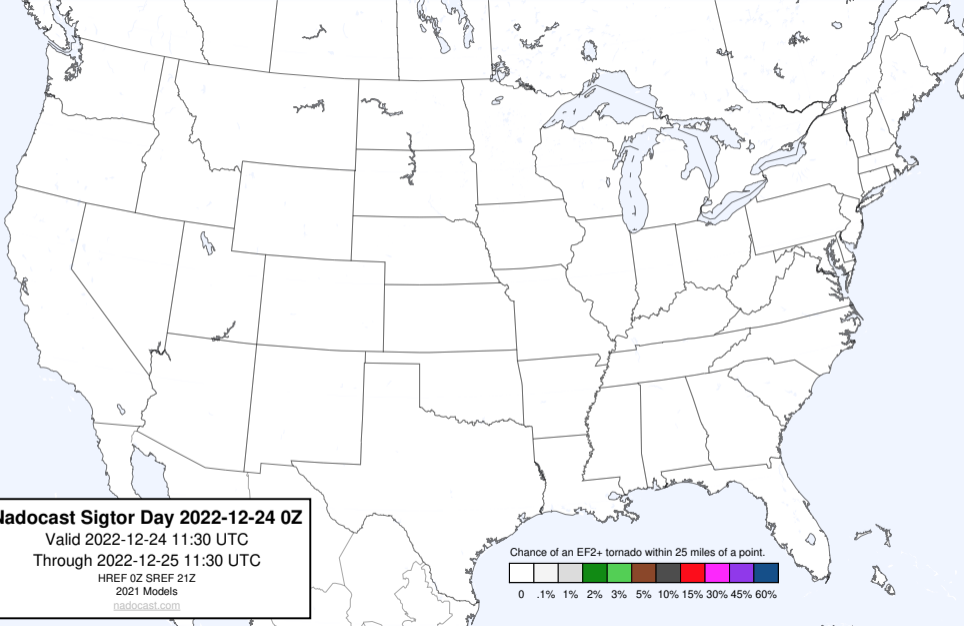 Nadocast Sigtor Day 2022-12-24 0Z
Valid 2022-12-24 11:30 UTC
Through 2022-12-25 11:30 UTC
HREF 0Z SREF 21Z
2021 Models
nadocast.com
Chance of an EF2+ tornado within 25 miles of a point.
0 .1% 1% 2% 3% 5% 10% 15% 30% 45% 60%